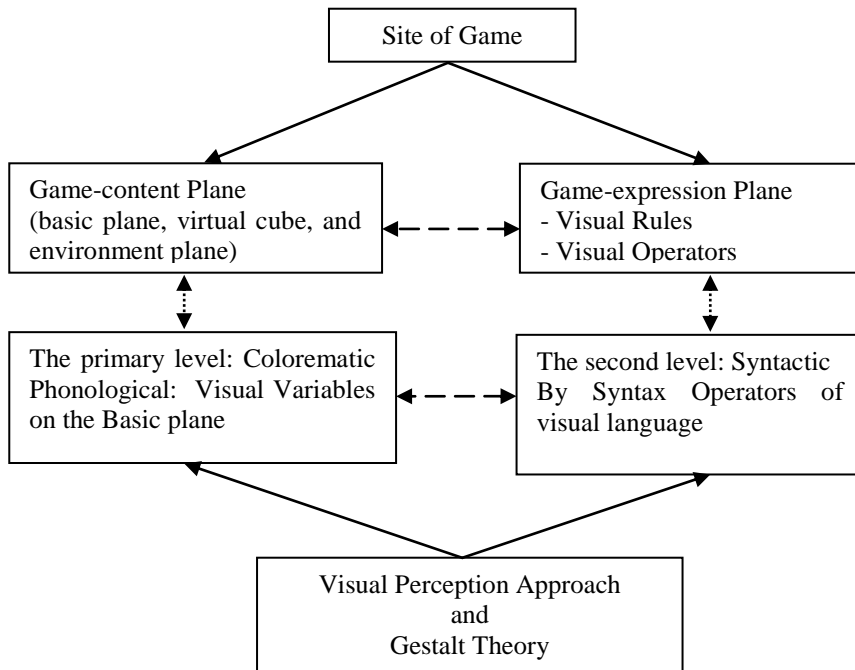 Site of Game
Game-content Plane
(basic plane, virtual cube, and
environment plane)
Game-expression Plane
- Visual Rules
- Visual Operators
The primary level: Colorematic
Phonological: Visual Variables
on the Basic plane
The second level: Syntactic
By Syntax Operators of
visual language
Visual Perception Approach
and
Gestalt Theory